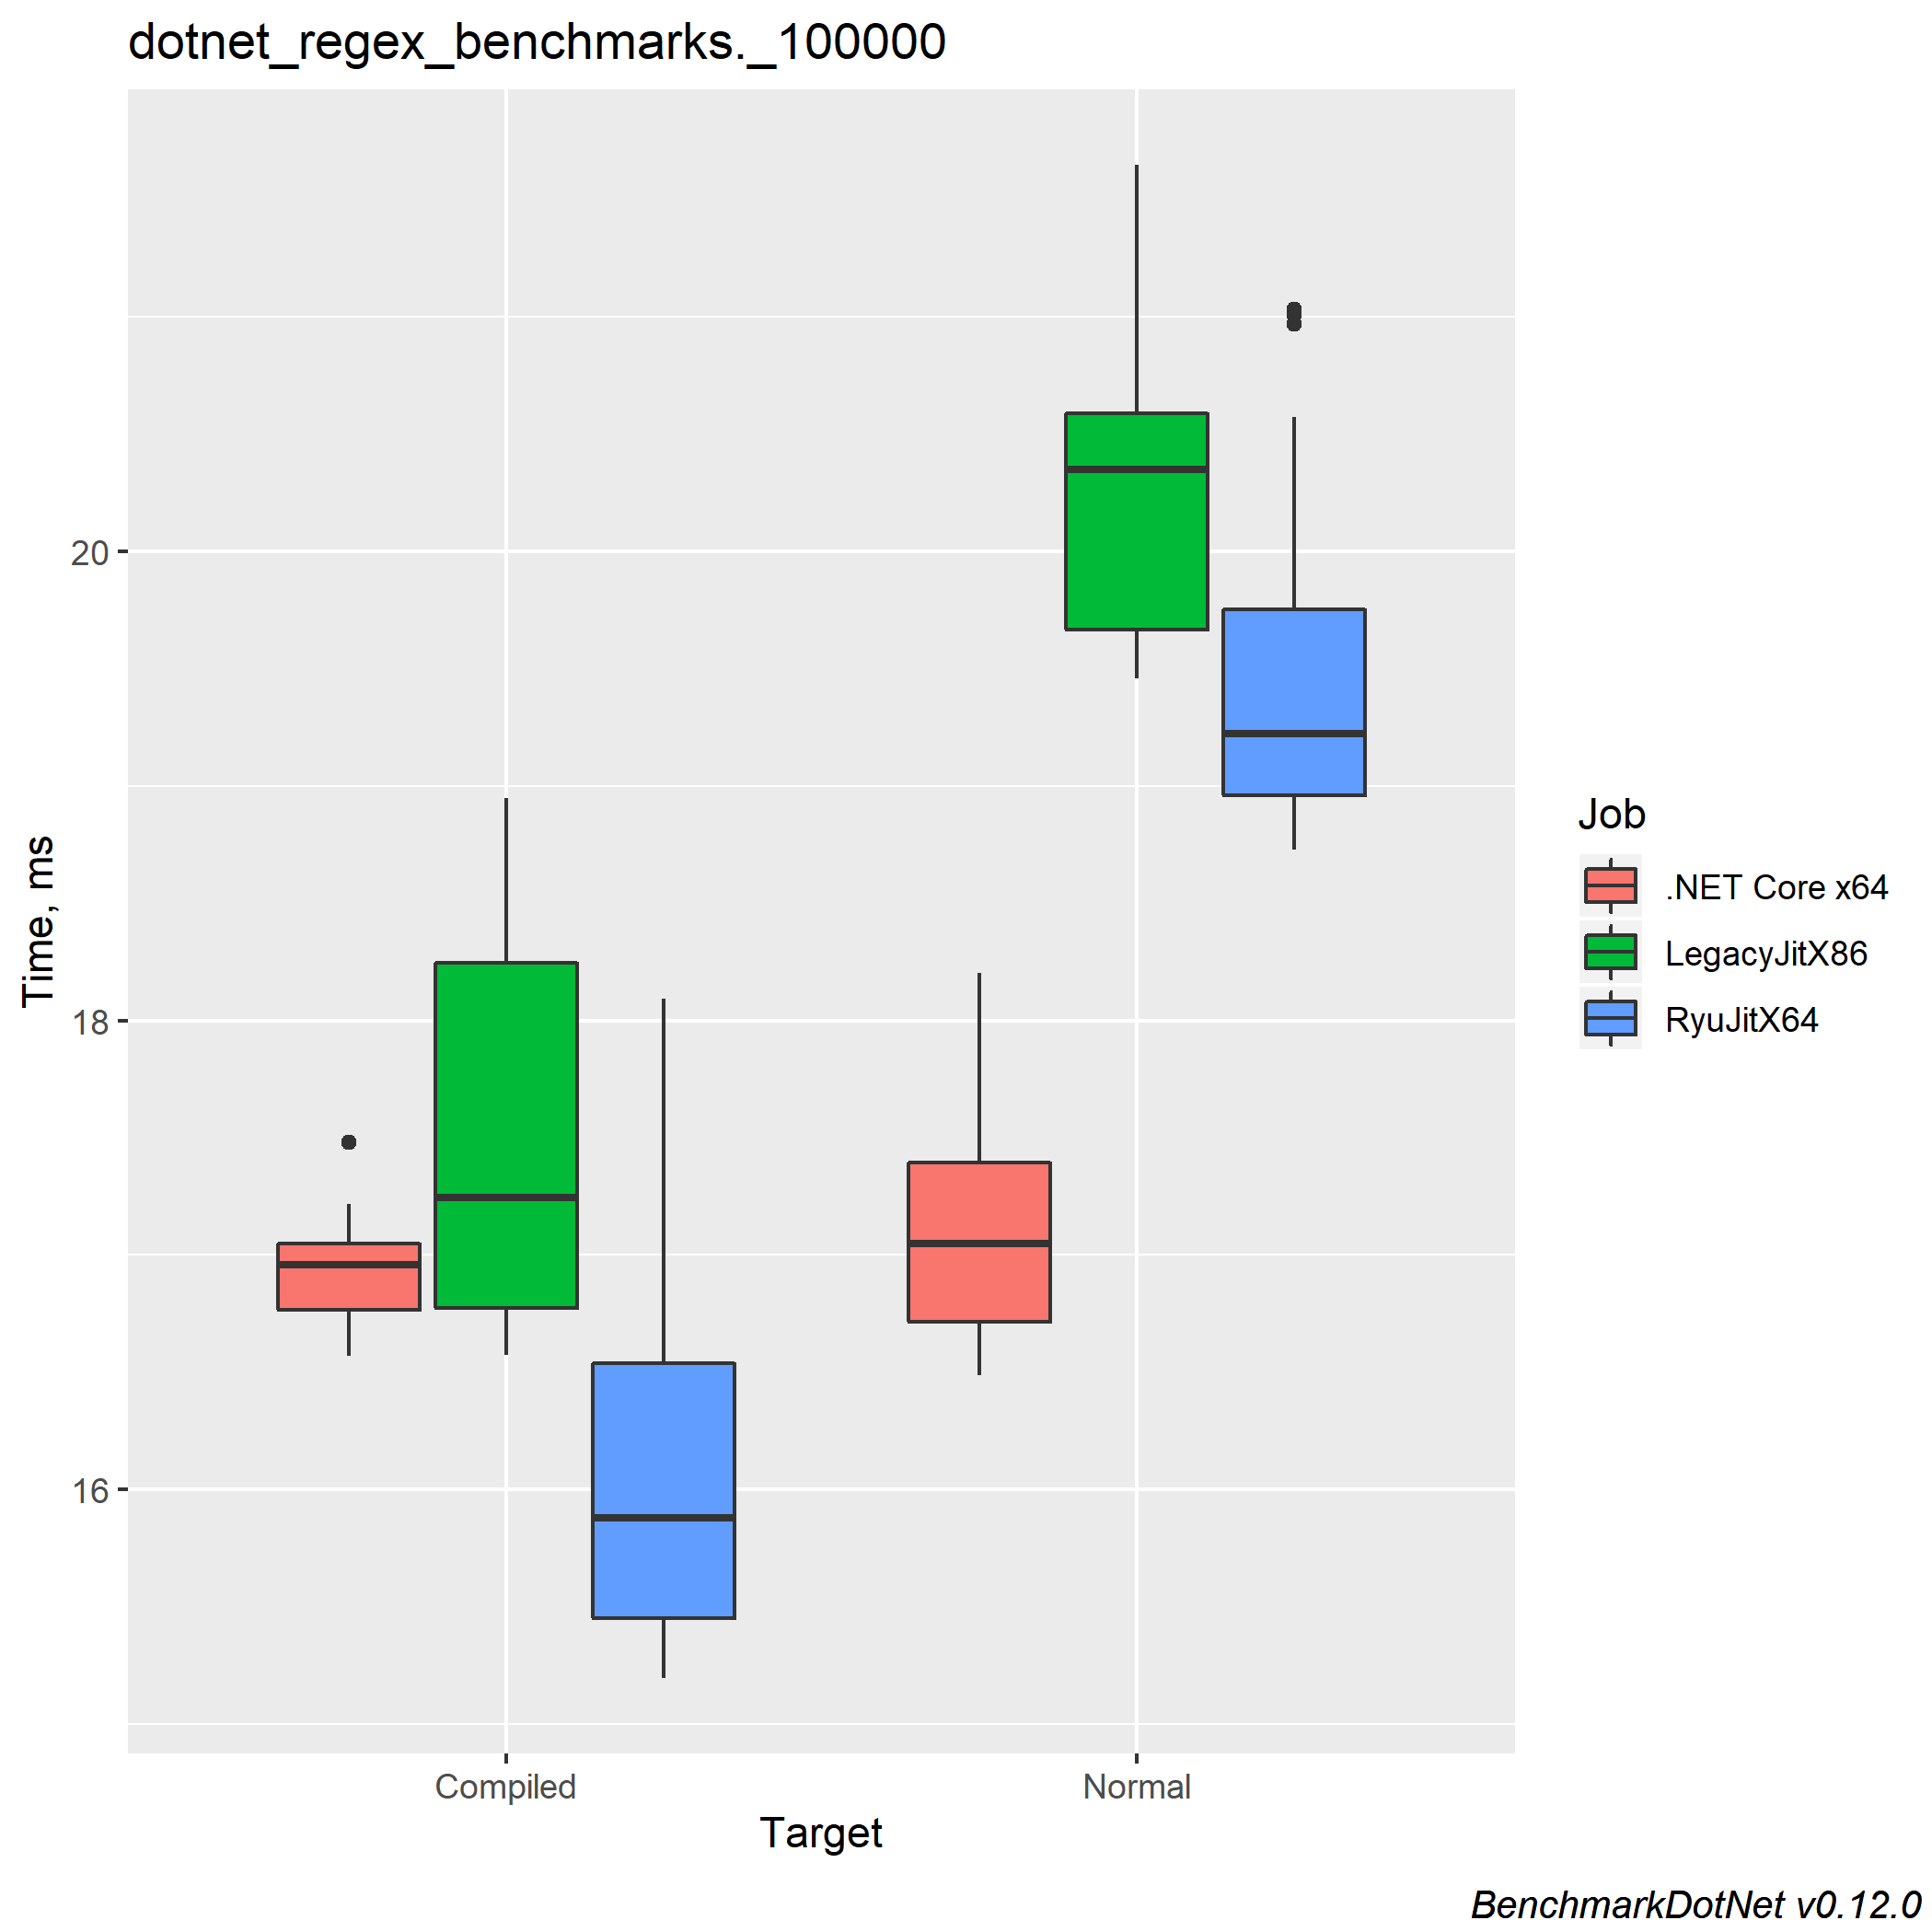 dotnet_regex_benchmarks._100000
Time, ms
20
18
16
Compiled
Normal
Target
Job
.NET Core x64
LegacyJitX86
RyuJitX64
BenchmarkDotNet v0.12.0